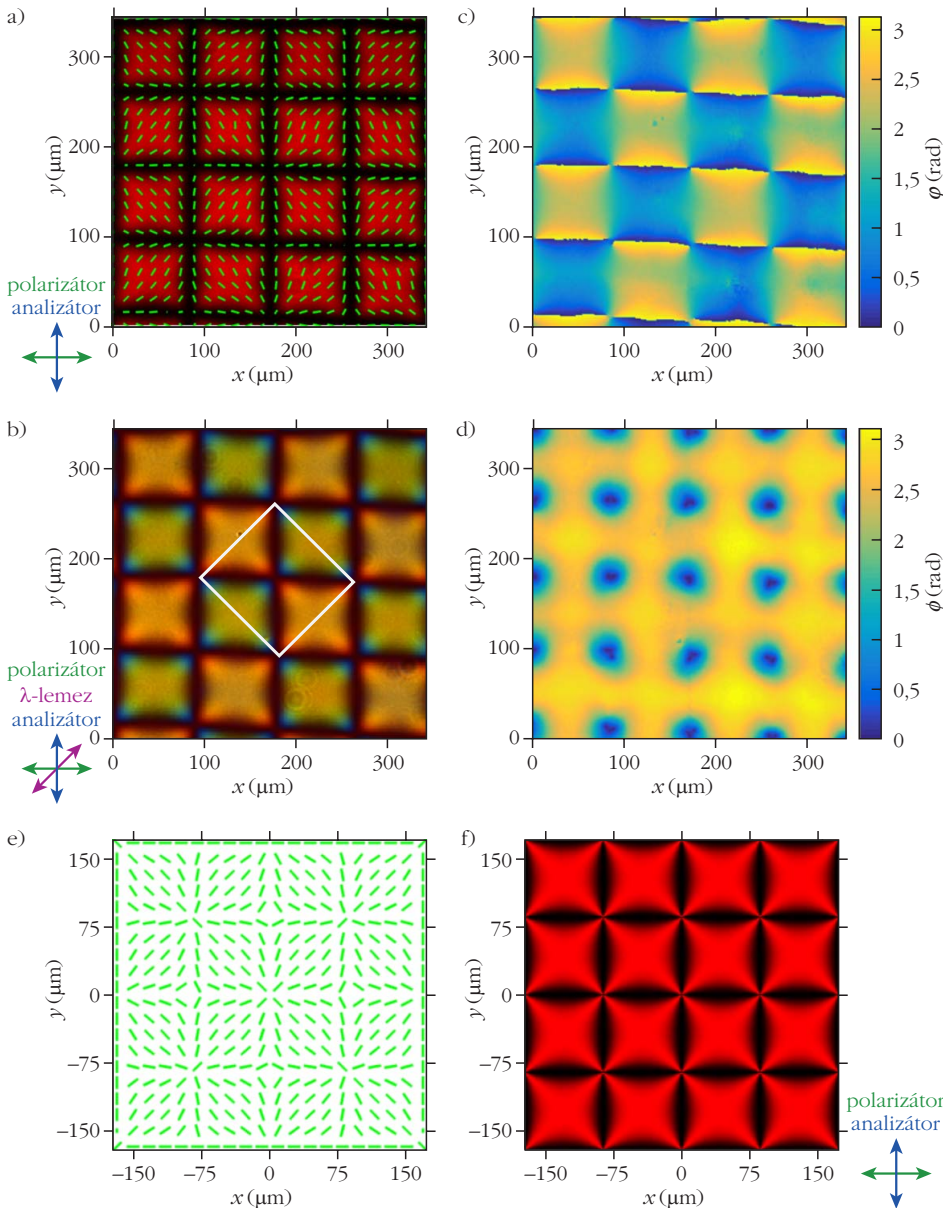 a)
300
200
100
0
y (µm)
0 100 200 300
x (µm)
polarizátor
analizátor
c)
300
200
100
0
y (µm)
0 100 200 300
x (µm)
3
2,5
2
1,5
1
0,5
0
φ (rad)
b)
300
200
100
0
y (µm)
0 100 200 300
x (µm)
polarizátor
λ-lemez
analizátor
d)
300
200
100
0
y (µm)
0 100 200 300
x (µm)
3
2,5
2
1,5
1
0,5
0
ϕ (rad)
e)
150
75
0
−75
−150
y (µm)
−150 −75 0 75 150
x (µm)
f)
150
75
0
−75
−150
y (µm)
−150 −75 0 75 150
x (µm)
polarizátor
analizátor